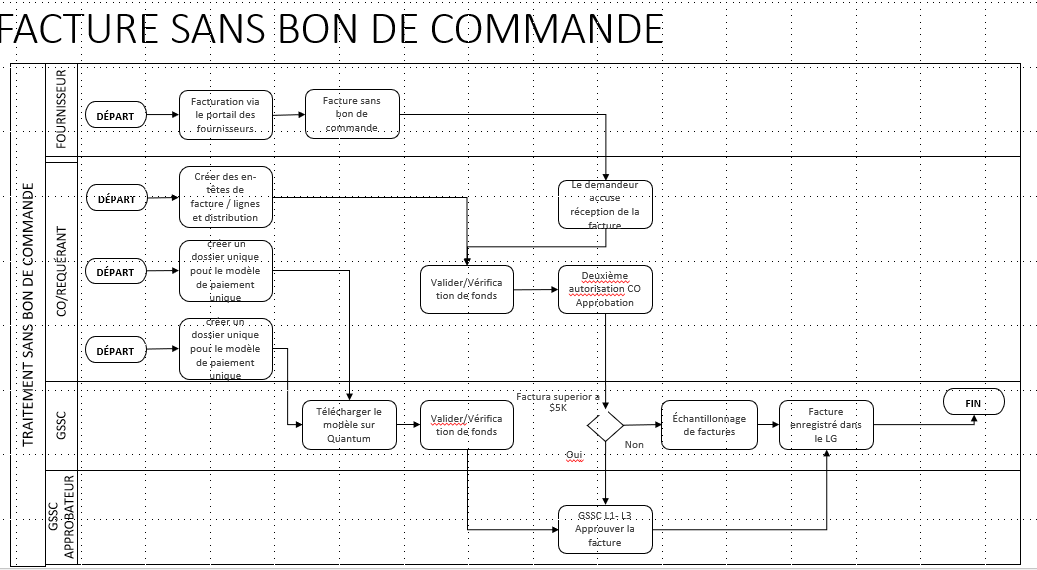 FACTURE SANS BON DE COMMANDE
TRAITEMENT SANS BON DE COMMANDE
FOURNISSEUR
DÉPART
Facturation via
le portail des
fournisseurs
Facture sans
bon de
commande
CO/REQUÉRANT
DÉPART
Créer des en-
têtes de
facture / lignes
et distribution
Le demandeur
accuse
réception de la
facture
DÉPART
créer un
dossier unique
pour le modèle
de paiement
unique
Valider/Vérifica
tion de fonds
Deuxième
autorisation CO
Approbation
DÉPART
créer un
dossier unique
pour le modèle
de paiement
unique
GSSC
Télécharger le
modèle sur
Quantum
Valider/Vérifica
tion de fonds
Factura superior a
$5K
Non
Oui
Échantillonnage
de factures
Facture
enregistré dans
le LG
FIN
GSSC
APPROBATEUR
GSSC L1- L3
Approuver la
facture